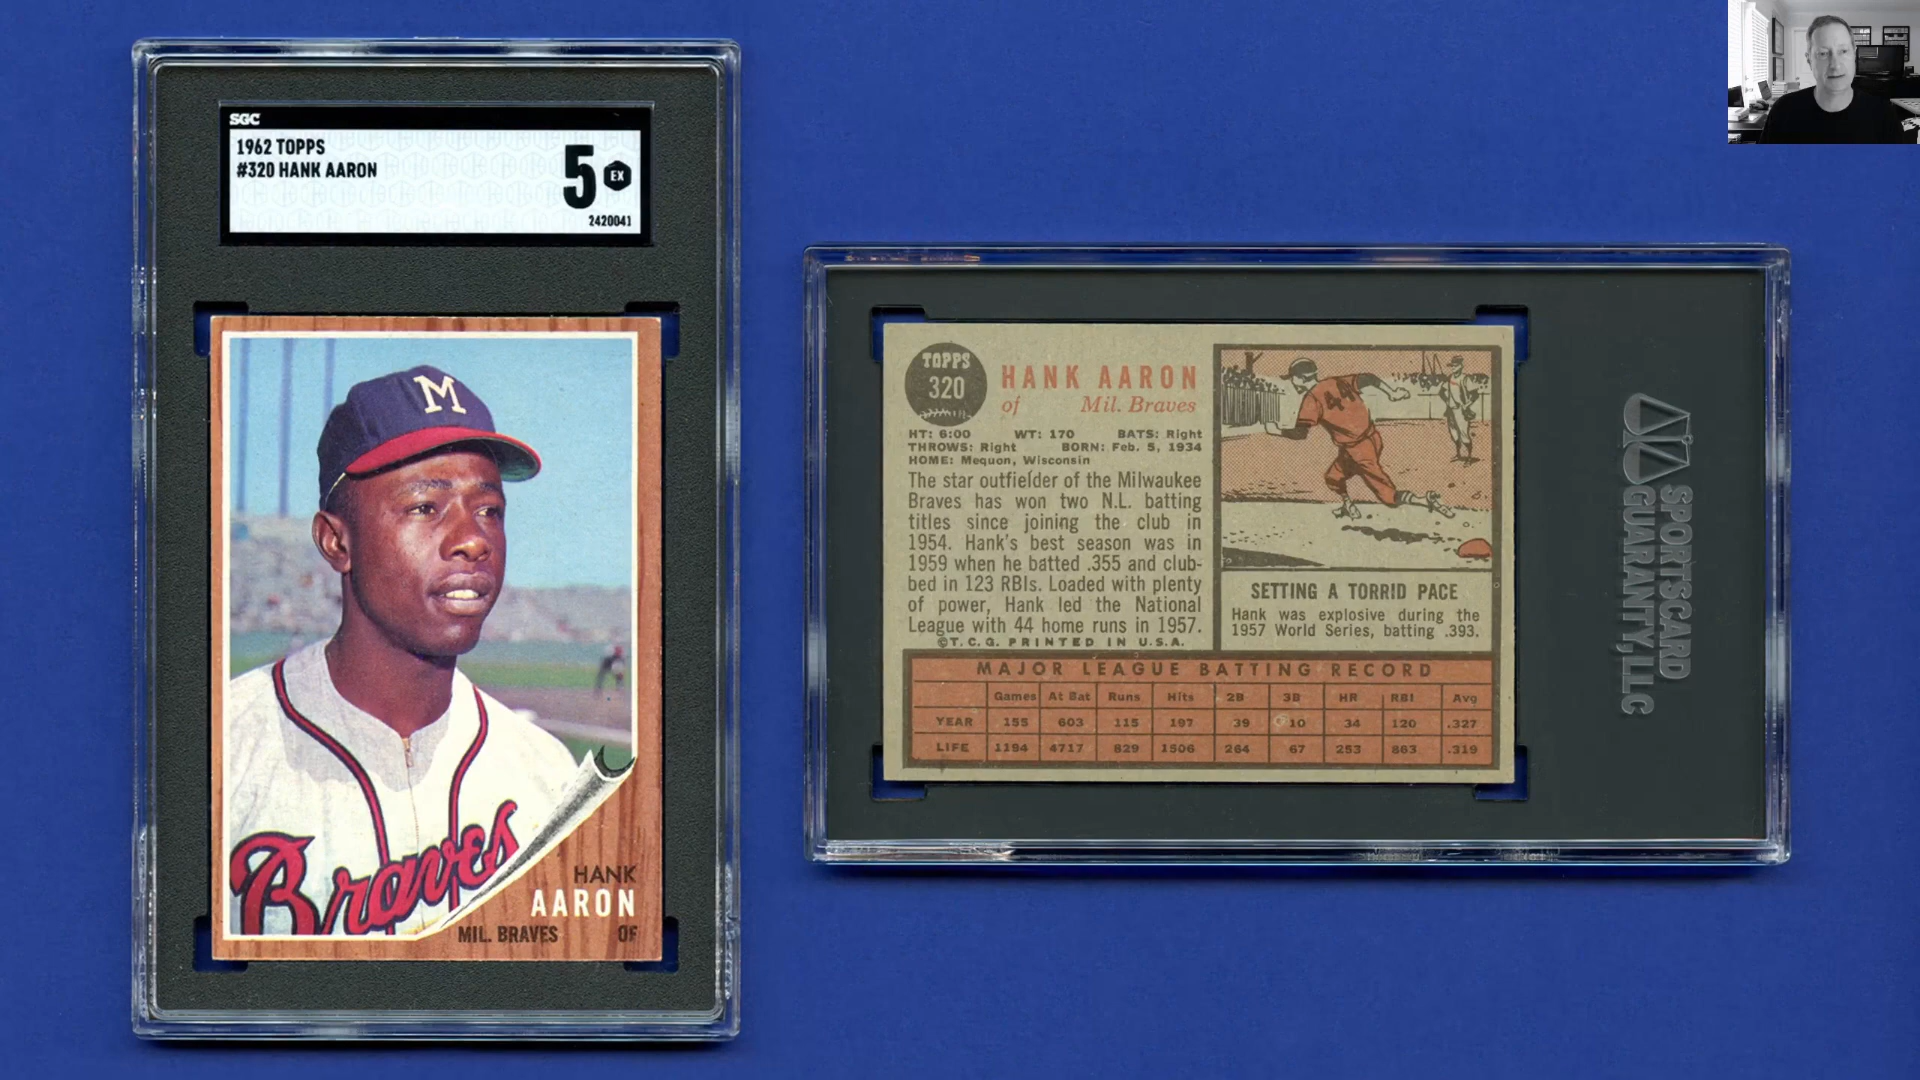 SGC
1962 TOPPS
#320 HANK AARON
5 EX
2420041
M
Braves
HANK
AARON
MIL. BRAVES OF
TOPPS
320
HANK AARON
of Mil. Braves
HT: 6:00 WT: 170 BATS: Right
THROWS: Right BORN: Feb. 5, 1934
HOME: Mequon, Wisconsin
The star outfielder of the Milwaukee
Braves has won two N.L. batting
titles since joining the club in
1954. Hank's best season was in
1959 when he batted .355 and club-
bed in 123 RBIs. Loaded with plenty
of power, Hank led the National
League with 44 home runs in 1957.
©T.C.G. PRINTED IN U.S.A.
44
SETTING A TORRID PACE
Hank was explosive during the
1957 World Series, batting .393.
MAJOR LEAGUE BATTING RECORD
Games At Bat Runs Hits 2B 3B HR RBI Avg
YEAR 155 603 115 197 39 10 34 120 .327
LIFE 1194 4717 829 1506 264 67 253 863 .319
SPORTSCARD
GUARANTY, LLC